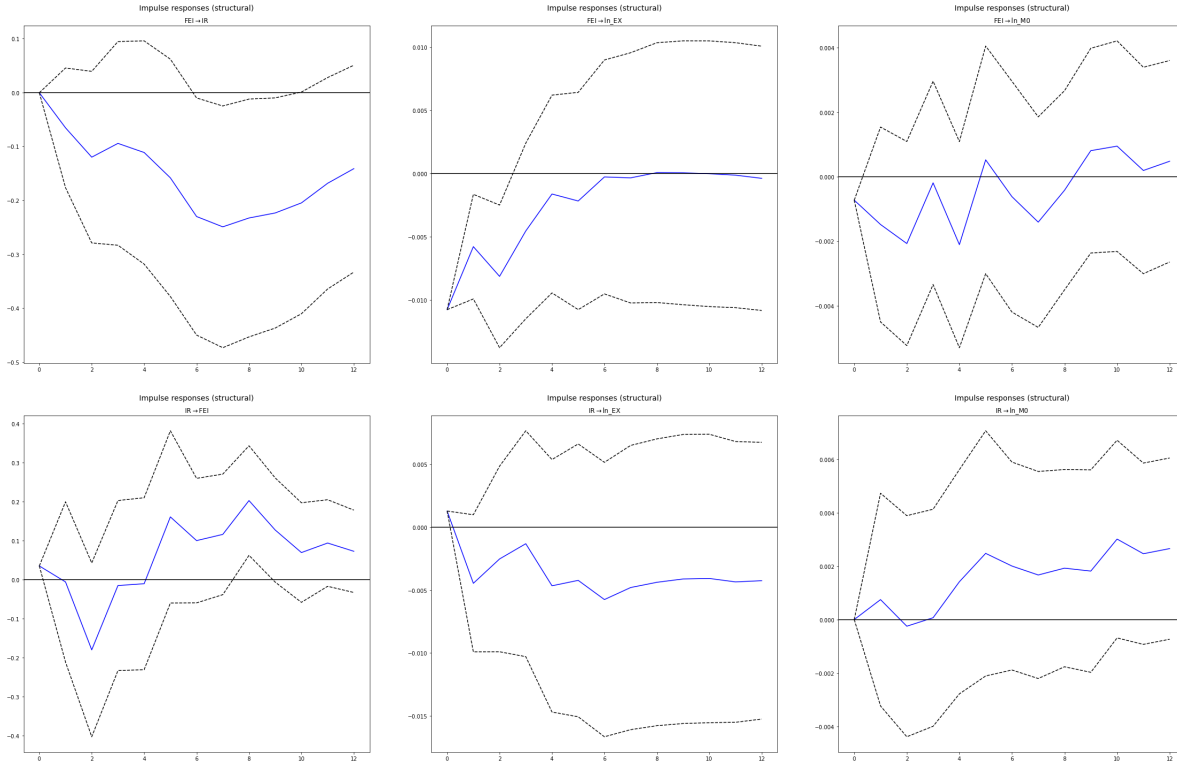 Impulse responses (structural)
FEI → IR
0.1
0.0
−0.1
−0.2
−0.3
−0.4
−0.5
0 2 4 6 8 10 12
Impulse responses (structural)
FEI → ln_EX
0.010
0.005
0.000
−0.005
−0.010
0 2 4 6 8 10 12
Impulse responses (structural)
FEI → ln_M0
0.004
0.002
0.000
−0.002
−0.004
0 2 4 6 8 10 12
Impulse responses (structural)
IR → FEI
0.4
0.3
0.2
0.1
0.0
−0.1
−0.2
−0.3
−0.4
0 2 4 6 8 10 12
Impulse responses (structural)
IR → ln_EX
0.005
0.000
−0.005
−0.010
−0.015
0 2 4 6 8 10 12
Impulse responses (structural)
IR → ln_M0
0.006
0.004
0.002
0.000
−0.002
−0.004
0 2 4 6 8 10 12